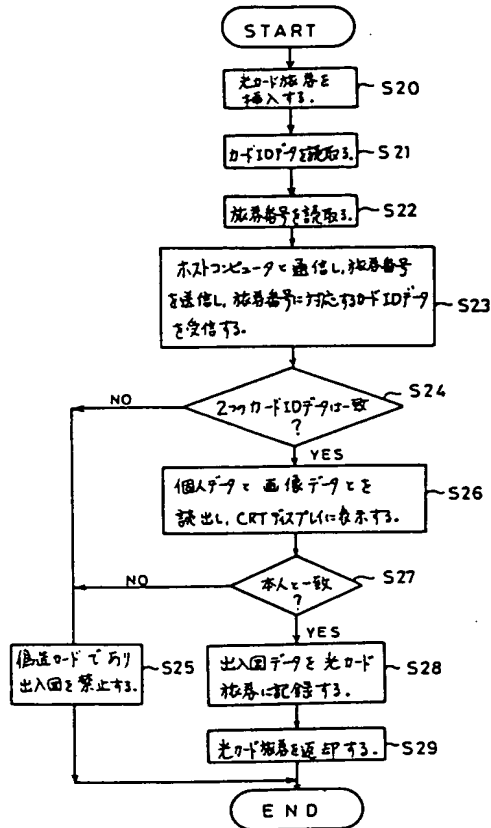 START
光カード旅券を
挿入する.
S20
カードIDデータを読取る.
S21
旅券番号を読取る.
S22
ホストコンピュータと通信し,旅券番号
を送信し,旅券番号に対応するカードIDデータ
を受信する.
S23
2つのカードIDデータは一致
?
S24
NO
YES
個人データと画像データとを
読出し,CRTディスプレイに表示する.
S26
本人と一致
?
S27
NO
YES
偽造カードであり
出入国を禁止する.
S25
出入国データを光カード
旅券に記録する.
S28
光カード旅券を返却する.
S29
END